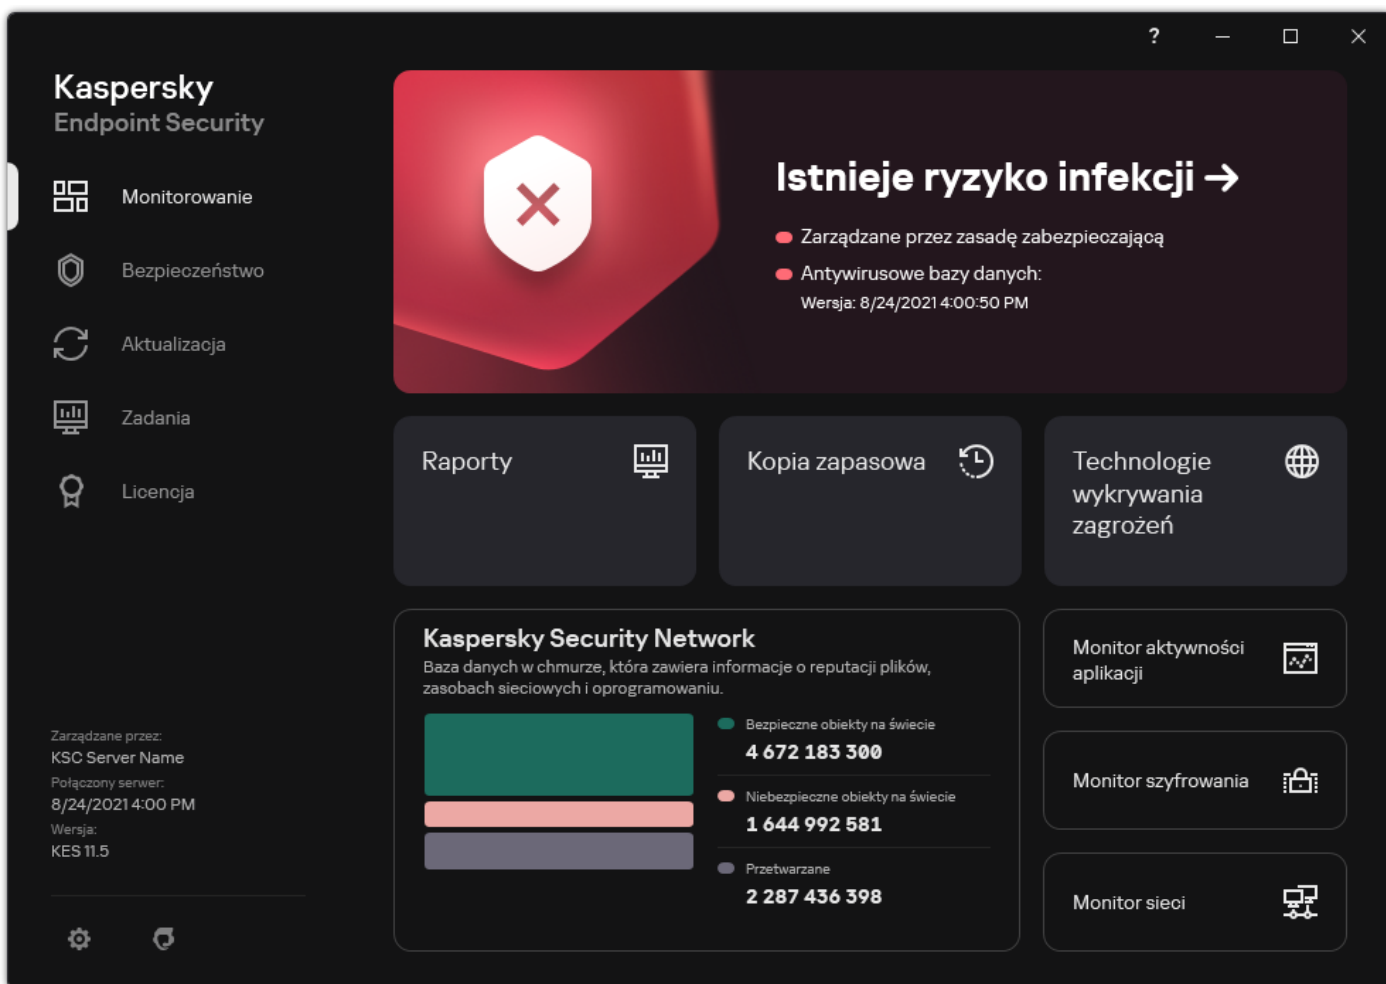 ?
Kaspersky
Endpoint Security
Monitorowanie
Bezpieczeństwo
Aktualizacja
Zadania
Licencja
Zarządzane przez:
KSC Server Name
Połączony serwer:
8/24/2021 4:00 PM
Wersja:
KES 11.5
Istnieje ryzyko infekcji →
Zarządzane przez zasadę zabezpieczającą
Antywirusowe bazy danych:
Wersja: 8/24/2021 4:00:50 PM
Raporty
Kopia zapasowa
Technologie
wykrywania
zagrożeń
Kaspersky Security Network
Baza danych w chmurze, która zawiera informacje o reputacji plików,
zasobach sieciowych i oprogramowaniu.
Bezpieczne obiekty na świecie
4 672 183 300
Niebezpieczne obiekty na świecie
1 644 992 581
Przetwarzane
2 287 436 398
Monitor aktywności
aplikacji
Monitor szyfrowania
Monitor sieci